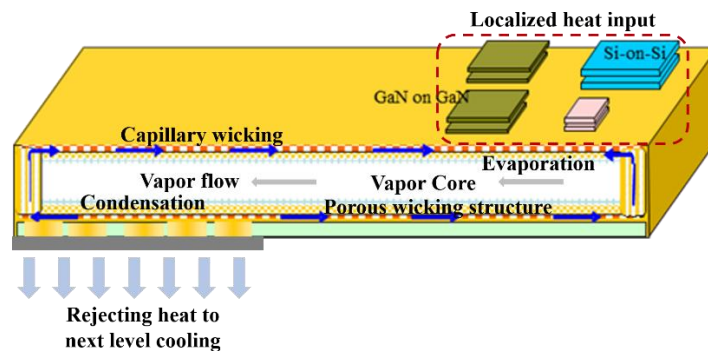 Localized heat input
Si-on-Si
GaN on GaN
Capillary wicking
Evaporation
Vapor flow
Vapor Core
Condensation
Porous wicking structure
Rejecting heat to
next level cooling